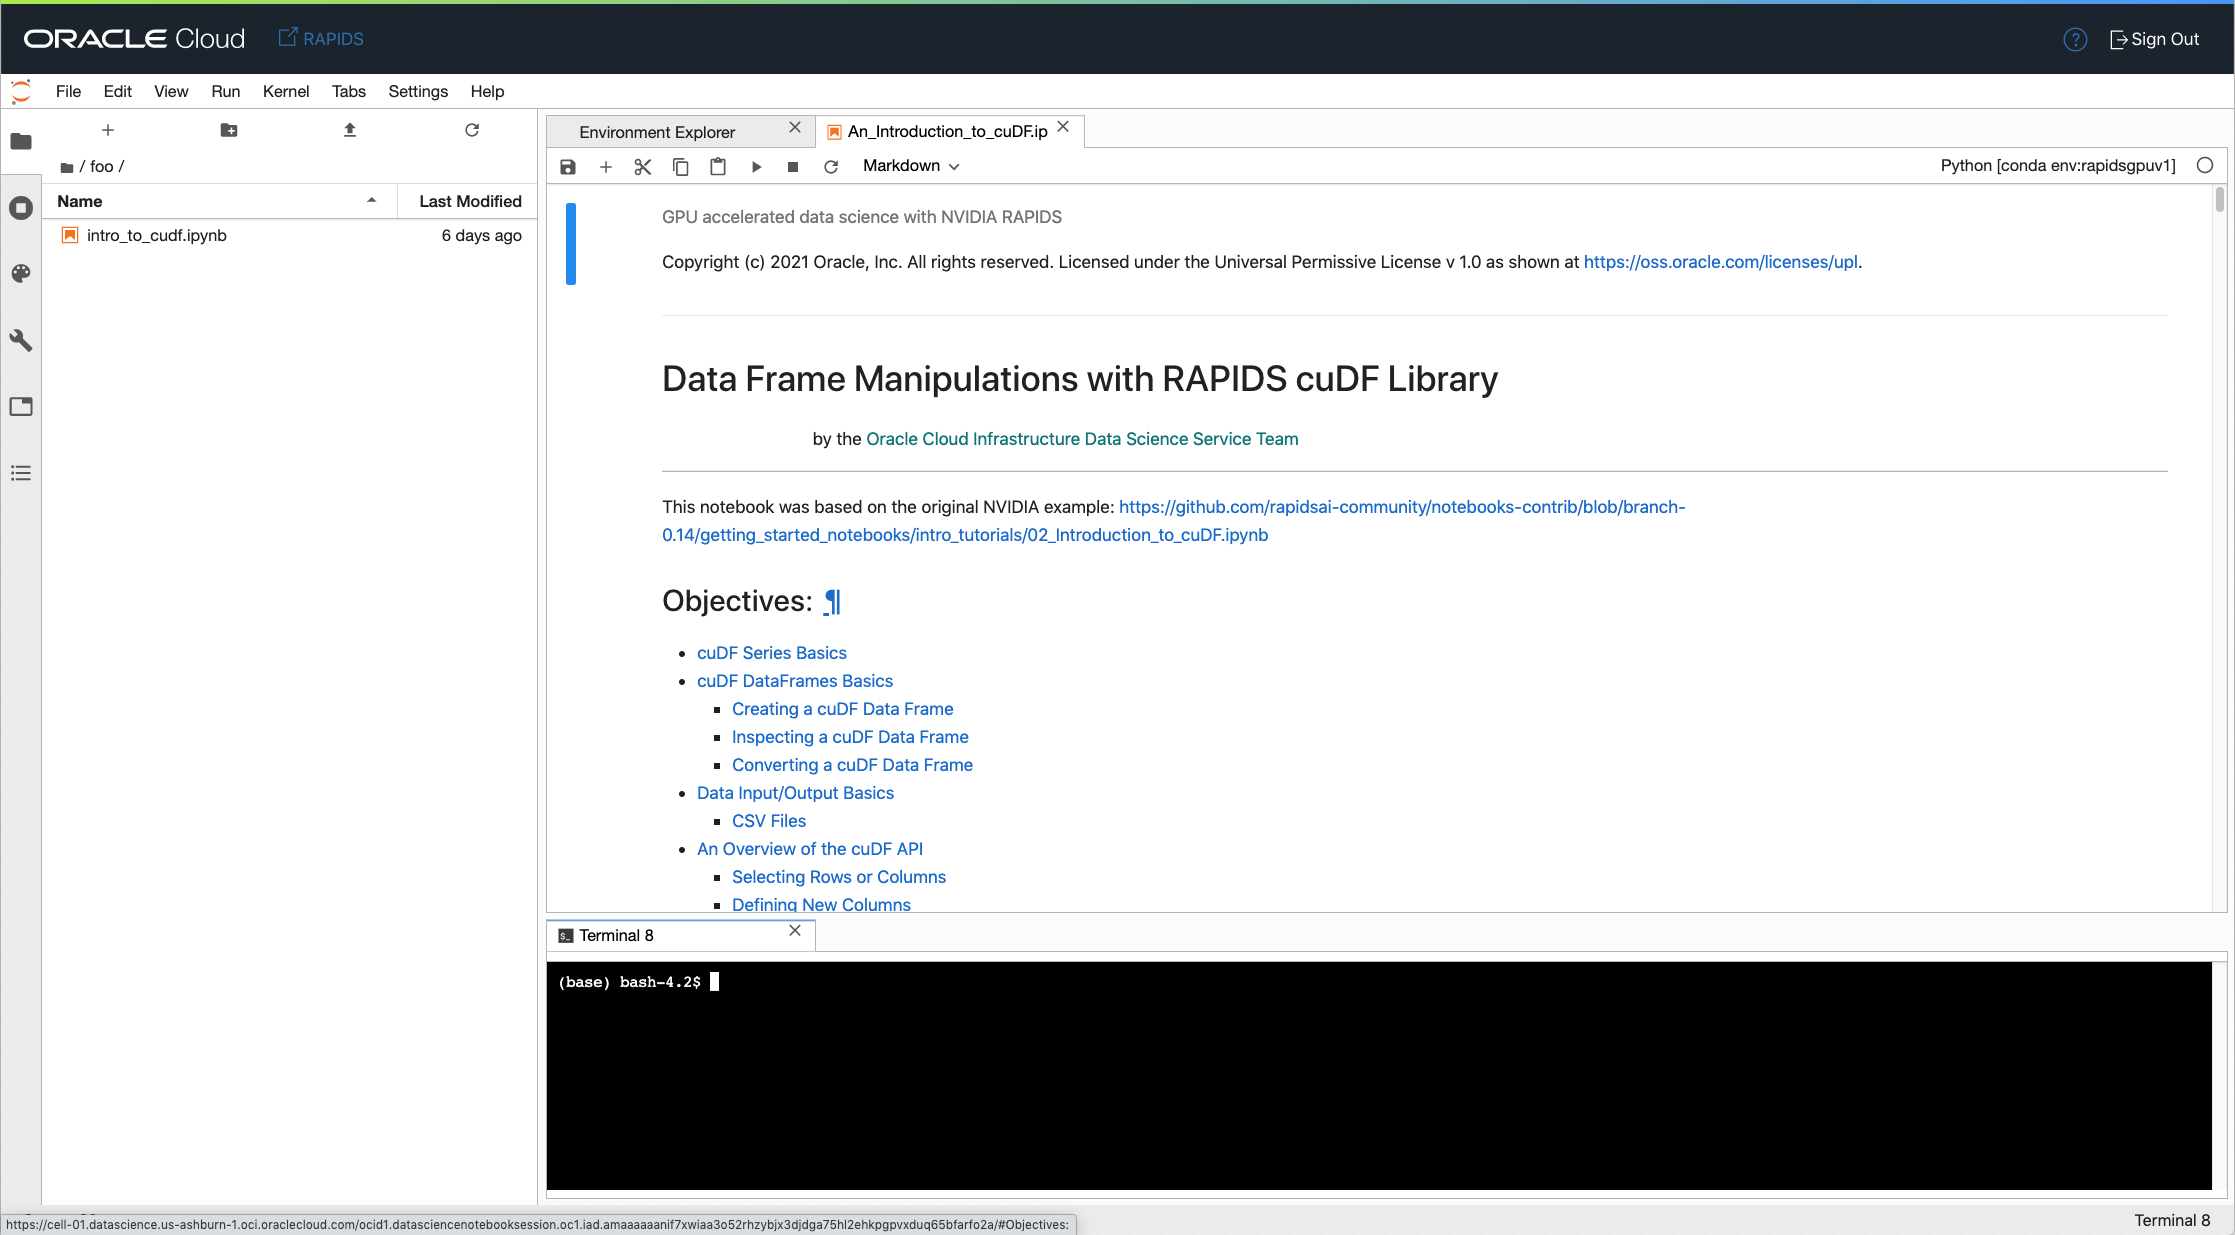 ORACLE Cloud RAPIDS
? Sign Out
File Edit View Run Kernel Tabs Settings Help
/ foo /
Name Last Modified
intro_to_cudf.ipynb 6 days ago
Environment Explorer
An_Introduction_to_cuDF.ip
Markdown
Python [conda env:rapidsgpuv1]
GPU accelerated data science with NVIDIA RAPIDS
Copyright (c) 2021 Oracle, Inc. All rights reserved. Licensed under the Universal Permissive License v 1.0 as shown at https://oss.oracle.com/licenses/upl.
Data Frame Manipulations with RAPIDS cuDF Library
by the Oracle Cloud Infrastructure Data Science Service Team
This notebook was based on the original NVIDIA example: https://github.com/rapidsai-community/notebooks-contrib/blob/branch-
0.14/getting_started_notebooks/intro_tutorials/02_Introduction_to_cuDF.ipynb
Objectives: ¶
• cuDF Series Basics
• cuDF DataFrames Basics
▪ Creating a cuDF Data Frame
▪ Inspecting a cuDF Data Frame
▪ Converting a cuDF Data Frame
• Data Input/Output Basics
▪ CSV Files
• An Overview of the cuDF API
▪ Selecting Rows or Columns
▪ Defining New Columns
$_ Terminal 8
(base) bash-4.2$
https://cell-01.datascience.us-ashburn-1.oci.oraclecloud.com/ocid1.datasciencenotebooksession.oc1.iad.amaaaaaanif7xwiaa3o52rhzybjx3djdga75hl2ehkpgpvxduq65bfarfo2a/#Objectives:
Terminal 8